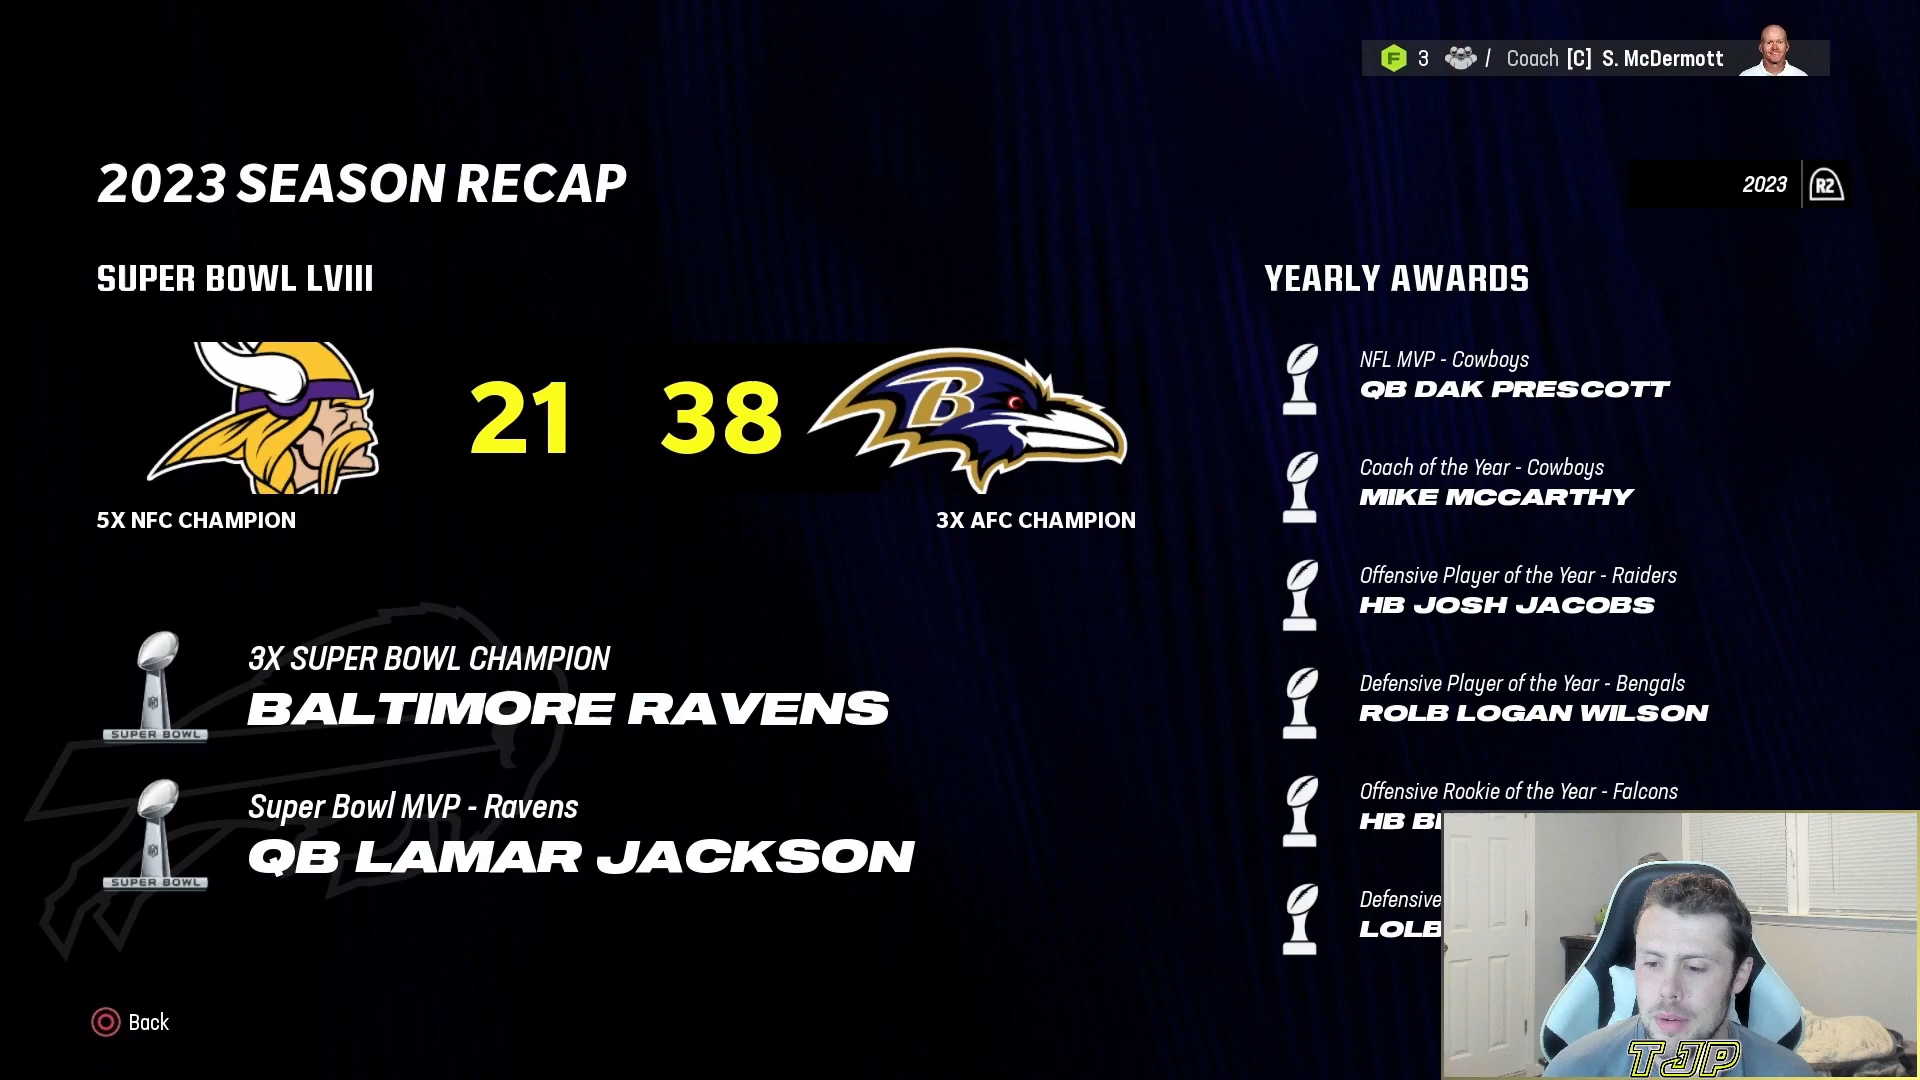 F 3 / Coach [C] S. McDermott
2023 SEASON RECAP
2023 R2
SUPER BOWL LVIII
21 38
B
5X NFC CHAMPION
3X AFC CHAMPION
3X SUPER BOWL CHAMPION
BALTIMORE RAVENS
SUPER BOWL
Super Bowl MVP - Ravens
QB LAMAR JACKSON
SUPER BOWL
YEARLY AWARDS
NFL MVP - Cowboys
QB DAK PRESCOTT
Coach of the Year - Cowboys
MIKE MCCARTHY
Offensive Player of the Year - Raiders
HB JOSH JACOBS
Defensive Player of the Year - Bengals
ROLB LOGAN WILSON
Offensive Rookie of the Year - Falcons
HB
Defensive
LOLB
Back
TJP